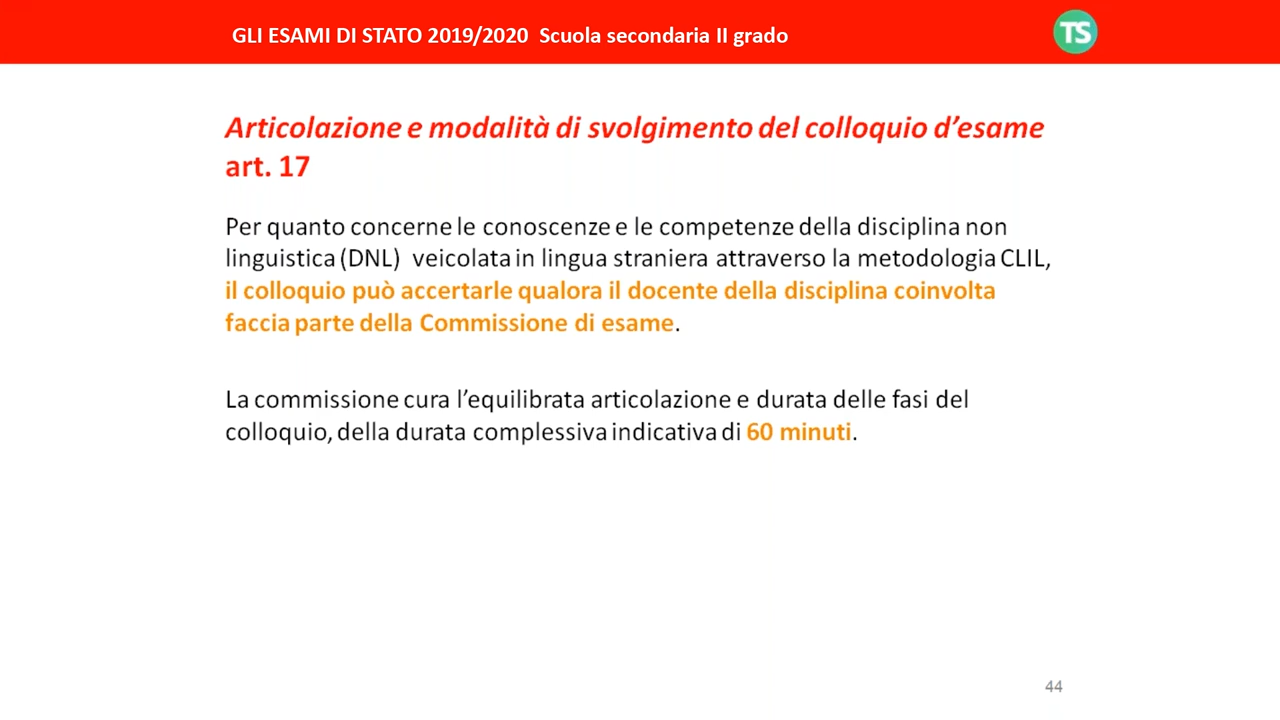 GLI ESAMI DI STATO 2019/2020 Scuola secondaria II grado
TS
Articolazione e modalità di svolgimento del colloquio d’esame
art. 17
Per quanto concerne le conoscenze e le competenze della disciplina non
linguistica (DNL) veicolata in lingua straniera attraverso la metodologia CLIL,
il colloquio può accertarle qualora il docente della disciplina coinvolta
faccia parte della Commissione di esame.
La commissione cura l’equilibrata articolazione e durata delle fasi del
colloquio, della durata complessiva indicativa di 60 minuti.
44